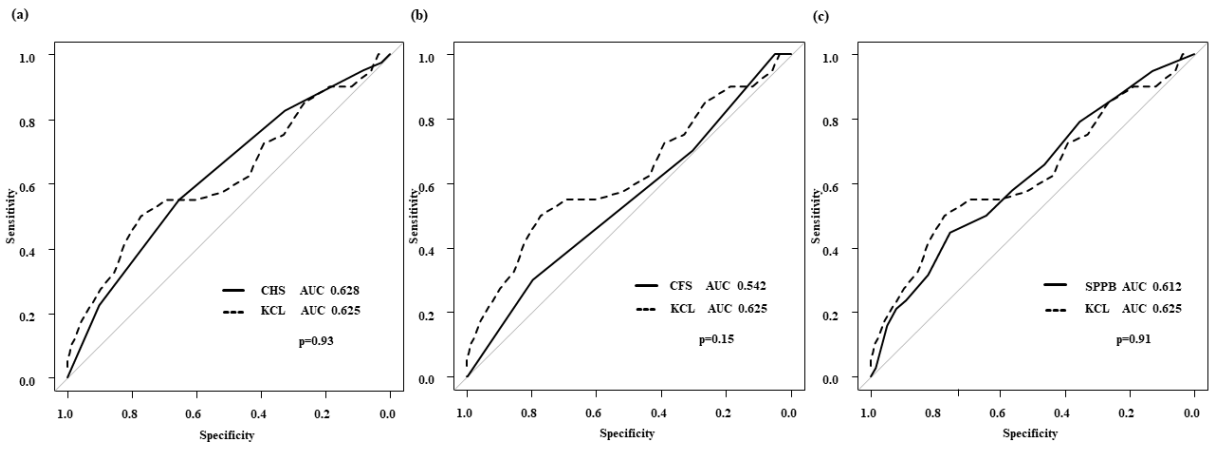 (a)
1.0
0.8
0.6
0.4
0.2
0.0
Sensitivity
CHS AUC 0.628
KCL AUC 0.625
p=0.93
1.0 0.8 0.6 0.4 0.2 0.0
Specificity
(b)
1.0
0.8
0.6
0.4
0.2
0.0
Sensitivity
CFS AUC 0.542
KCL AUC 0.625
p=0.15
1.0 0.8 0.6 0.4 0.2 0.0
Specificity
(c)
1.0
0.8
0.6
0.4
0.2
0.0
Sensitivity
SPPB AUC 0.612
KCL AUC 0.625
p=0.91
1.0 0.8 0.6 0.4 0.2 0.0
Specificity